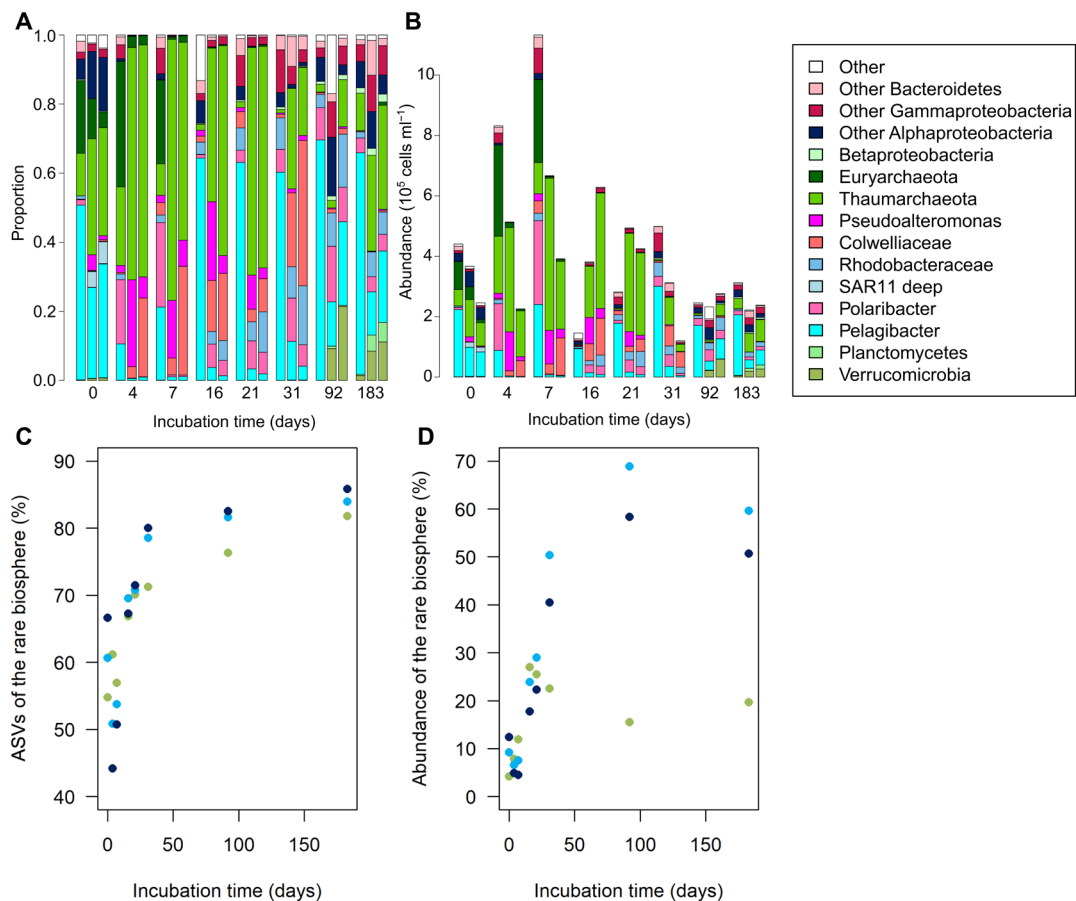 A
1.0
0.8
0.6
0.4
0.2
0.0
Proportion
0 4 7 16 21 31 92 183
Incubation time (days)
B
10
8
6
4
2
0
Abundance (10⁵ cells ml⁻¹)
0 4 7 16 21 31 92 183
Incubation time (days)
Other
Other Bacteroidetes
Other Gammaproteobacteria
Other Alphaproteobacteria
Betaproteobacteria
Euryarchaeota
Thaumarchaeota
Pseudoalteromonas
Colwelliaceae
Rhodobacteraceae
SAR11 deep
Polaribacter
Pelagibacter
Planctomycetes
Verrucomicrobia
C
90
80
70
60
50
40
ASVs of the rare biosphere (%)
0 50 100 150
Incubation time (days)
D
70
60
50
40
30
20
10
0
Abundance of the rare biosphere (%)
0 50 100 150
Incubation time (days)